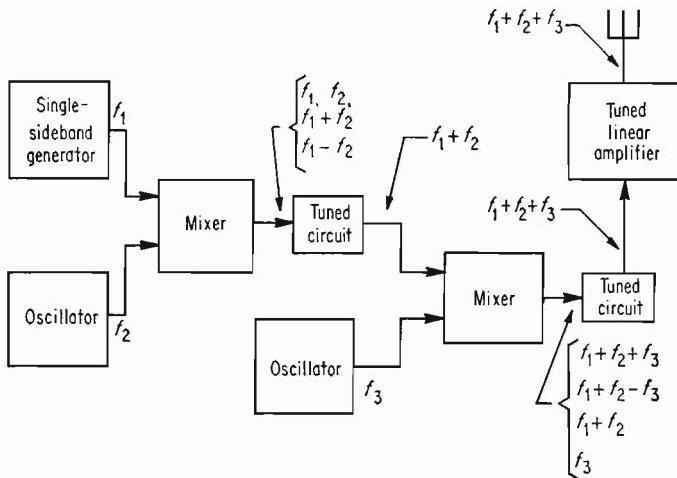 f₁ + f₂ + f₃
Single-
sideband
generator
f₁
f₁, f₂,
f₁ + f₂
f₁ − f₂
f₁ + f₂
Tuned
linear
amplifier
Mixer
Tuned
circuit
f₁ + f₂ + f₃
Oscillator
f₂
Mixer
Tuned
circuit
Oscillator
f₃
f₁ + f₂ + f₃
f₁ + f₂ − f₃
f₁ + f₂
f₃